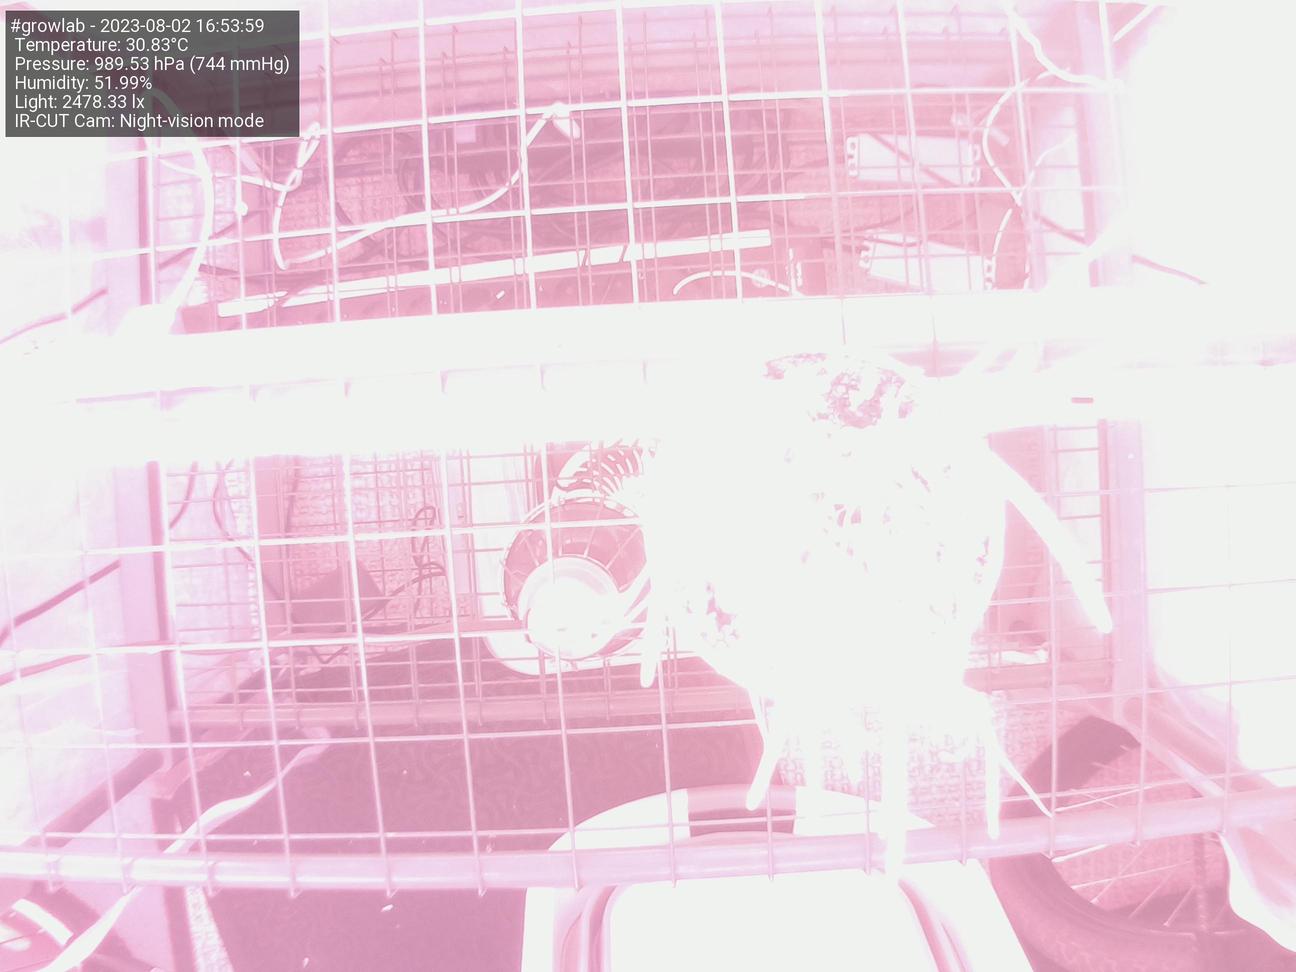 #growlab - 2023-08-02 16:53:59
Temperature: 30.83°C
Pressure: 989.53 hPa (744 mmHg)
Humidity: 51.99%
Light: 2478.33 lx
IR-CUT Cam: Night-vision mode